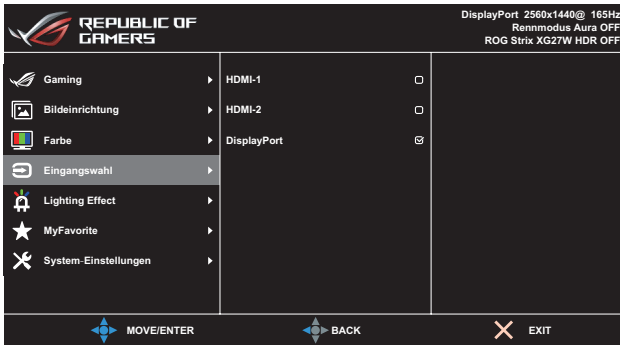 REPUBLIC OF
GAMERS
DisplayPort 2560x1440@ 165Hz
Rennmodus Aura OFF
ROG Strix XG27W HDR OFF
Gaming
Bildeinrichtung
Farbe
Eingangswahl
Lighting Effect
MyFavorite
System-Einstellungen
HDMI-1
HDMI-2
DisplayPort
MOVE/ENTER
BACK
EXIT